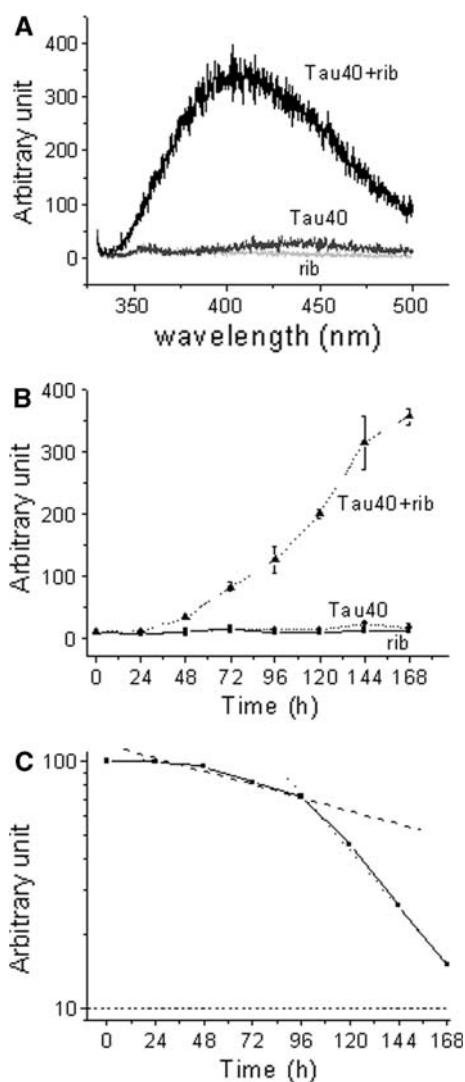 A
400
300
200
100
0
Arbitrary unit
Tau40+rib
Tau40
rib
350
400
450
500
wavelength (nm)
B
400
300
200
100
0
Arbitrary unit
Tau40+rib
Tau40
rib
0 24 48 72 96 120 144 168
Time (h)
C
100
10
Arbitrary unit
0 24 48 72 96 120 144 168
Time (h)